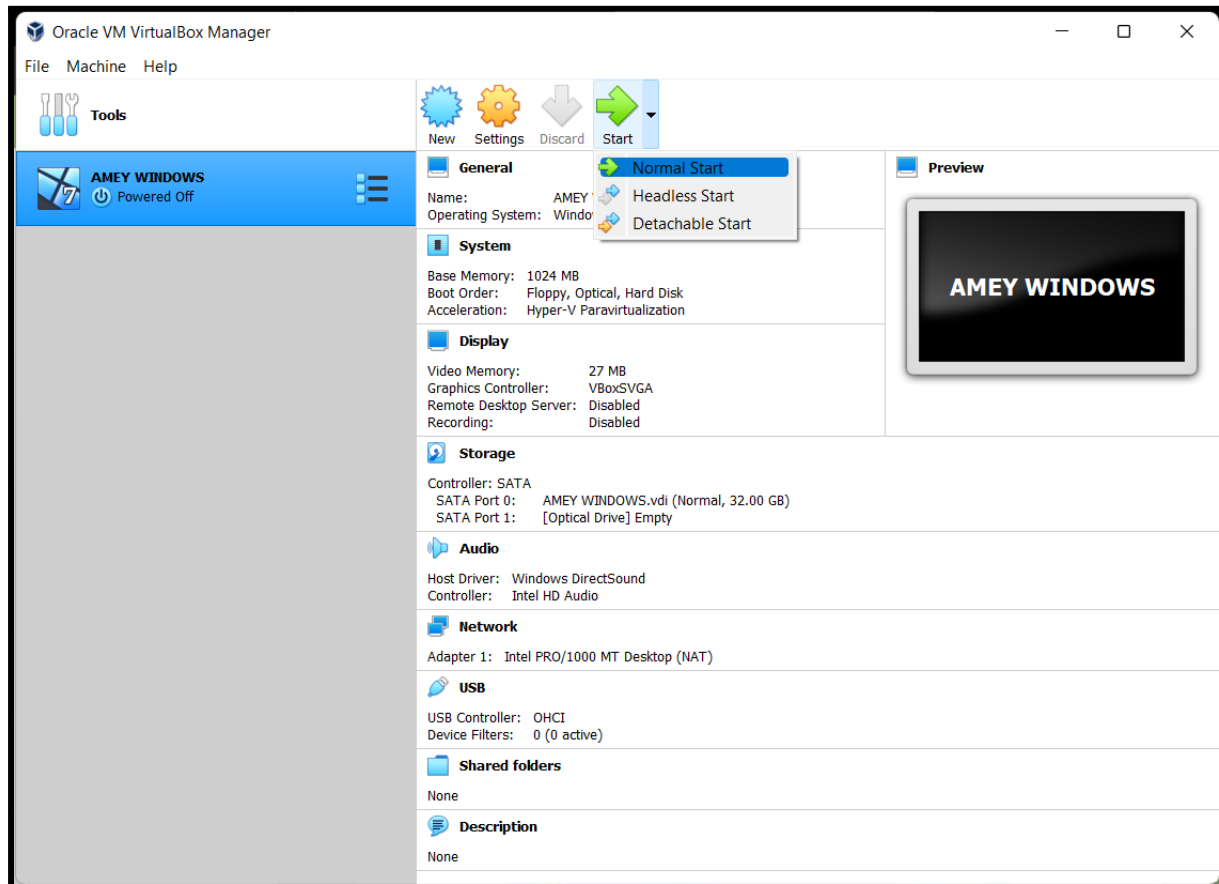 Oracle VM VirtualBox Manager
File Machine Help
Tools
New Settings Discard Start
AMEY WINDOWS
Powered Off
7
Normal Start
Headless Start
Detachable Start
General
Name: AMEY
Operating System:
System
Base Memory: 1024 MB
Boot Order: Floppy, Optical, Hard Disk
Acceleration: Hyper-V Paravirtualization
Display
Video Memory: 27 MB
Graphics Controller: VBoxSVGA
Remote Desktop Server: Disabled
Recording: Disabled
Storage
Controller: SATA
SATA Port 0: AMEY WINDOWS.vdi (Normal, 32.00 GB)
SATA Port 1: [Optical Drive] Empty
Audio
Host Driver: Windows DirectSound
Controller: Intel HD Audio
Network
Adapter 1: Intel PRO/1000 MT Desktop (NAT)
USB
USB Controller: OHCI
Device Filters: 0 (0 active)
Shared folders
None
Description
None
Preview
AMEY WINDOWS